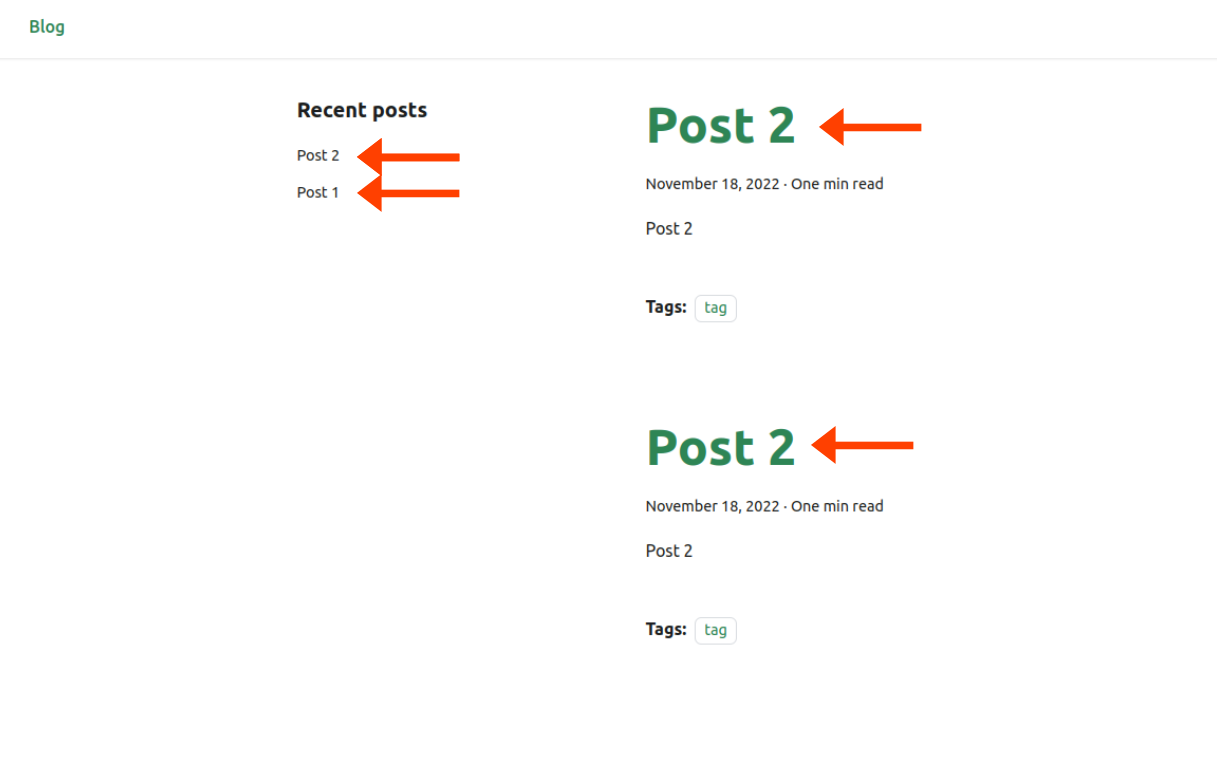 Blog
Recent posts
Post 2
Post 1
Post 2
November 18, 2022 · One min read
Post 2
Tags: tag
Post 2
November 18, 2022 · One min read
Post 2
Tags: tag